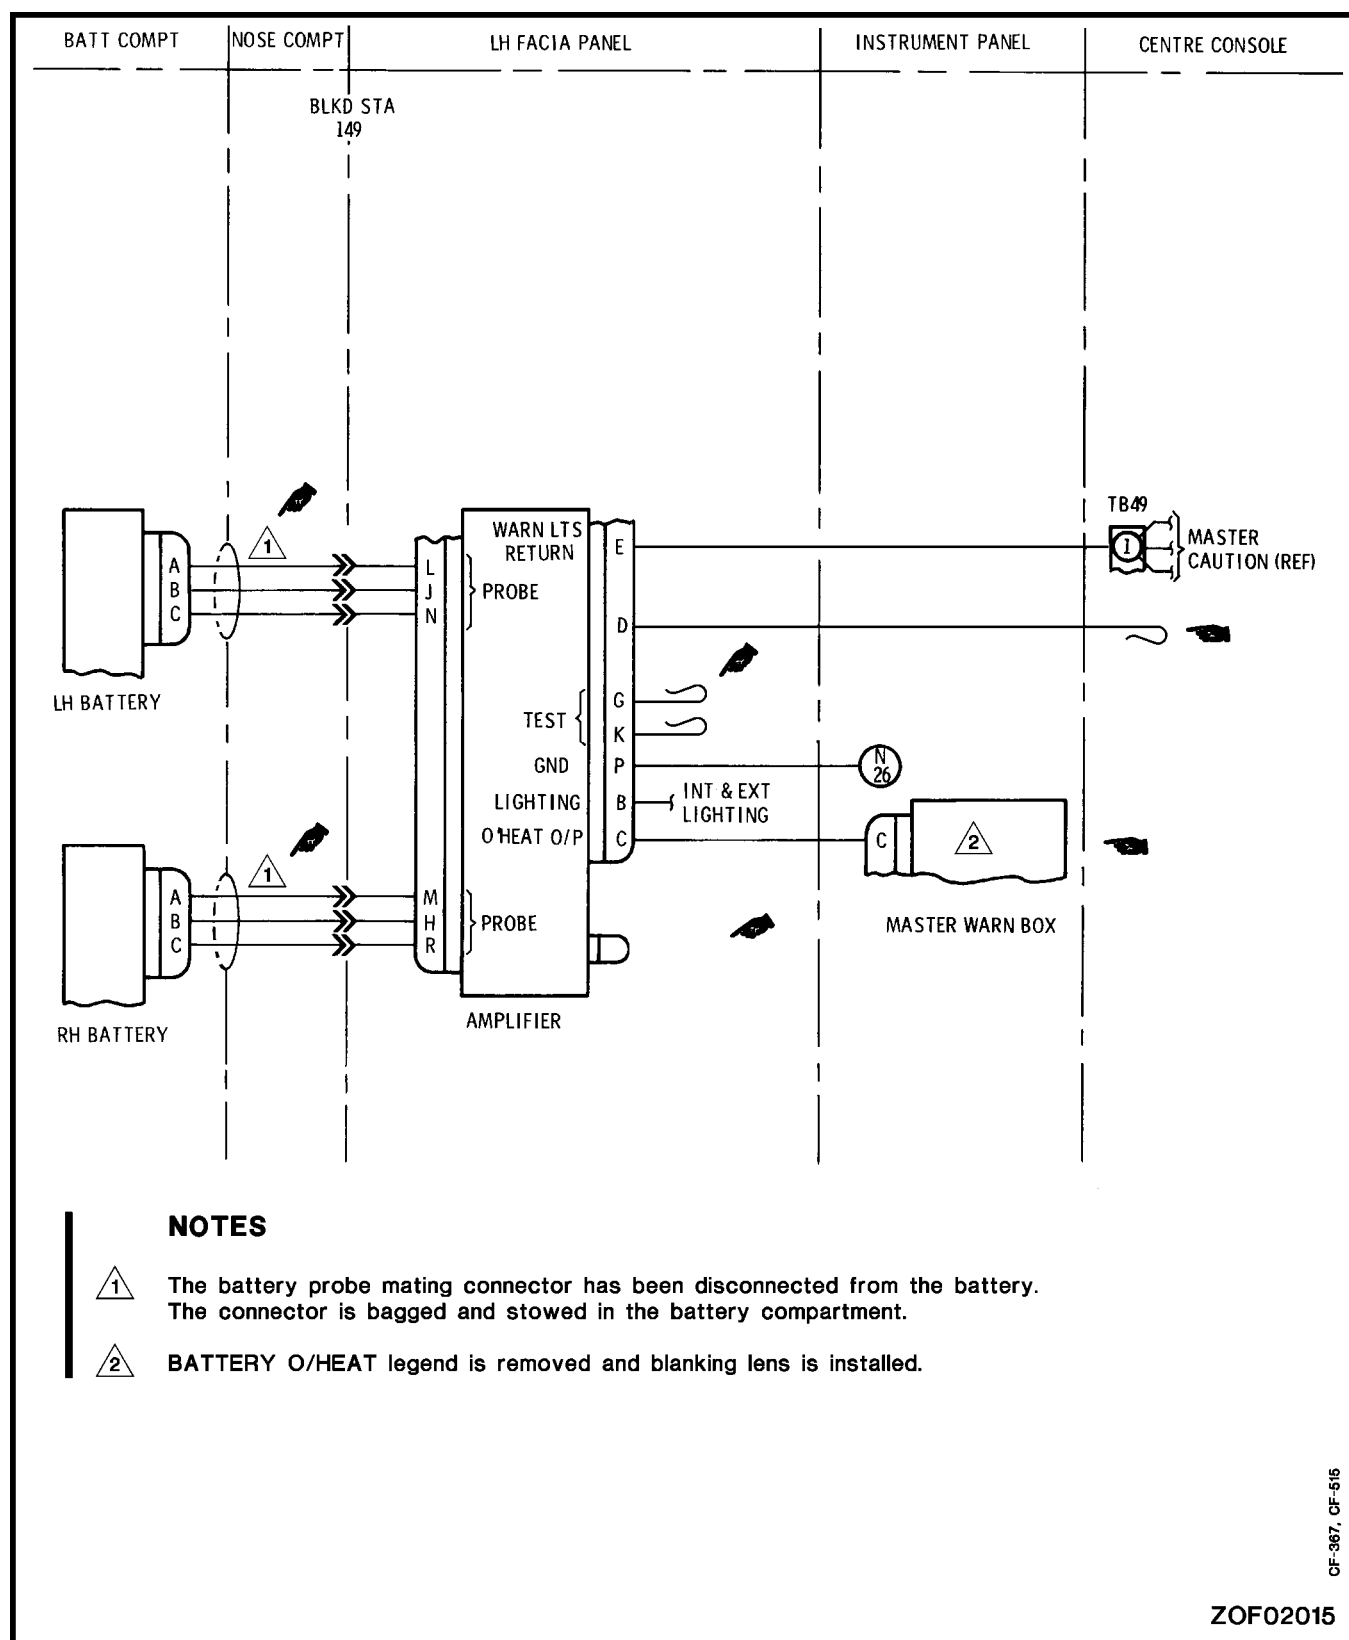 BATT COMPT
NOSE COMPT
LH FACIA PANEL
INSTRUMENT PANEL
CENTRE CONSOLE
BLKD STA
149
TB49
1
MASTER
CAUTION (REF)
WARN LTS
RETURN
E
1
A
B
C
L
J
N
PROBE
D
LH BATTERY
TEST
G
K
GND
P
N
26
LIGHTING
B
INT & EXT
LIGHTING
O'HEAT O/P
C
C
2
MASTER WARN BOX
1
A
B
C
M
H
R
PROBE
RH BATTERY
AMPLIFIER
NOTES
1 The battery probe mating connector has been disconnected from the battery.
The connector is bagged and stowed in the battery compartment.
2 BATTERY O/HEAT legend is removed and blanking lens is installed.
CF-367, CF-515
ZOF02015